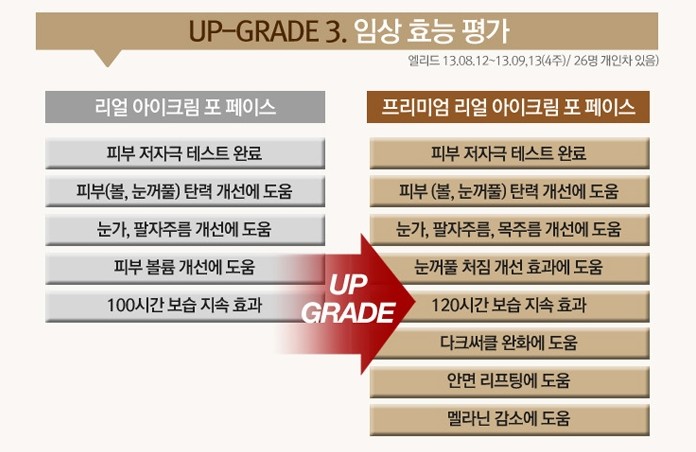 UP-GRADE 3. 임상 효능 평가
엘리드 13.08.12~13.09,13(4주)/ 26명 개인차 있음)
리얼 아이크림 포 페이스
피부 저자극 테스트 완료
피부(볼, 눈꺼풀) 탄력 개선에 도움
눈가, 팔자주름 개선에 도움
피부 볼륨 개선에 도움
100시간 보습 지속 효과
UP
GRADE
프리미엄 리얼 아이크림 포 페이스
피부 저자극 테스트 완료
피부 (볼, 눈꺼풀) 탄력 개선에 도움
눈가, 팔자주름, 목주름 개선에 도움
눈꺼풀 처짐 개선 효과에 도움
120시간 보습 지속 효과
다크써클 완화에 도움
안면 리프팅에 도움
멜라닌 감소에 도움